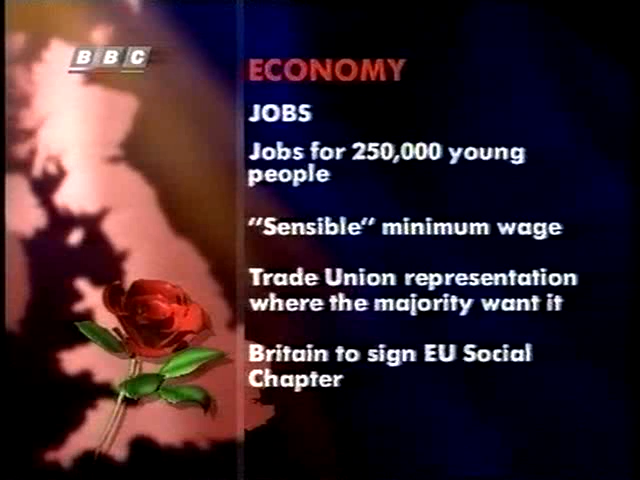 BBC
ECONOMY
JOBS
Jobs for 250,000 young
people
"Sensible" minimum wage
Trade Union representation
where the majority want it
Britain to sign EU Social
Chapter